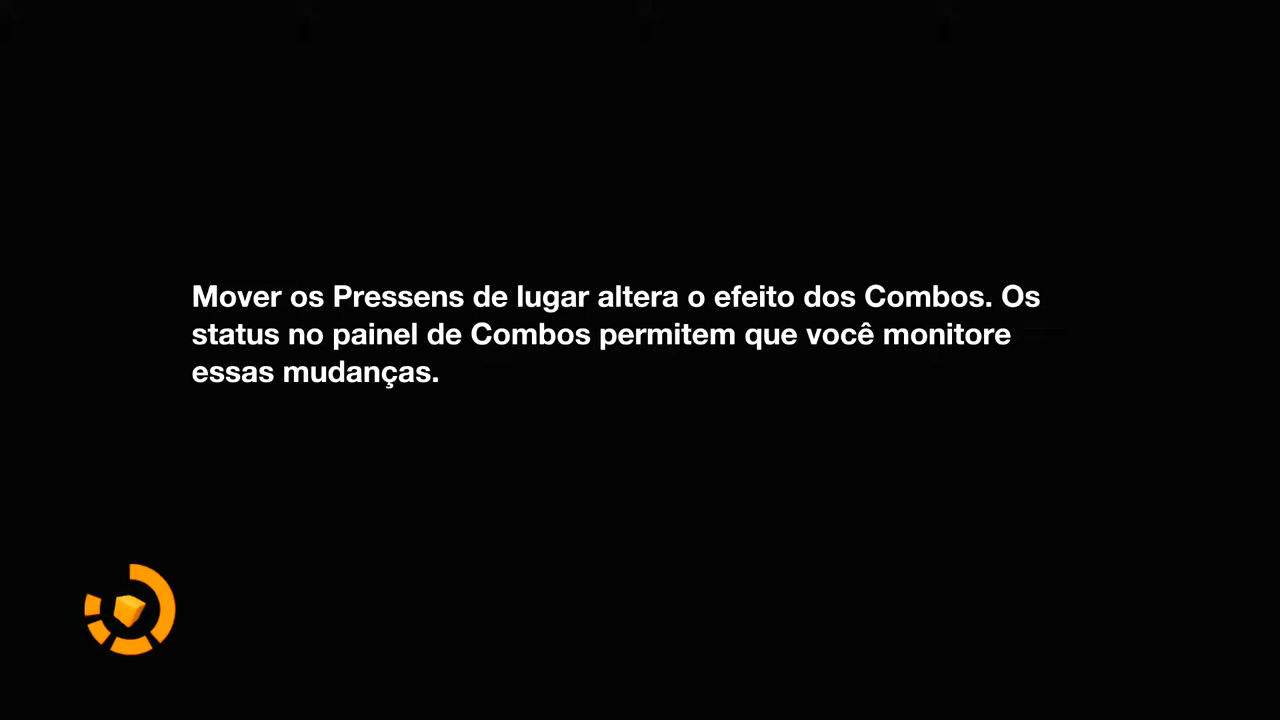 Mover os Pressens de lugar altera o efeito dos Combos. Os
status no painel de Combos permitem que você monitore
essas mudanças.